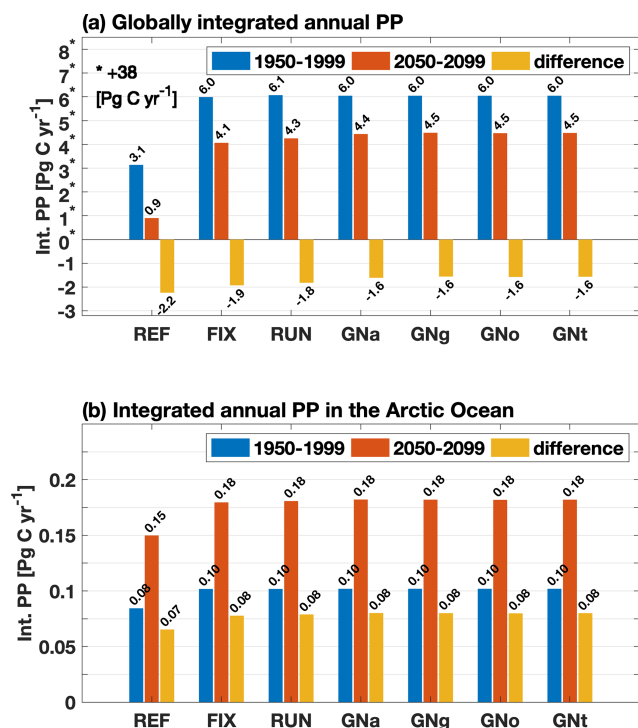 (a) Globally integrated annual PP
8*
7*
6*
5*
4*
3*
2*
1*
0*
-1
-2
-3
Int. PP [Pg C yr-1]
* +38
[Pg C yr-1]
1950-1999 2050-2099 difference
3.1 0.9 -2.2
6.0 4.1 -1.9
6.1 4.3 -1.8
6.0 4.4 -1.6
6.0 4.5 -1.6
6.0 4.5 -1.6
6.0 4.5 -1.6
REF FIX RUN GNa GNg GNo GNt
(b) Integrated annual PP in the Arctic Ocean
0.2
0.15
0.1
0.05
0
Int. PP [Pg C yr-1]
1950-1999 2050-2099 difference
0.08 0.15 0.07
0.10 0.18 0.08
0.10 0.18 0.08
0.10 0.18 0.08
0.10 0.18 0.08
0.10 0.18 0.08
0.10 0.18 0.08
REF FIX RUN GNa GNg GNo GNt